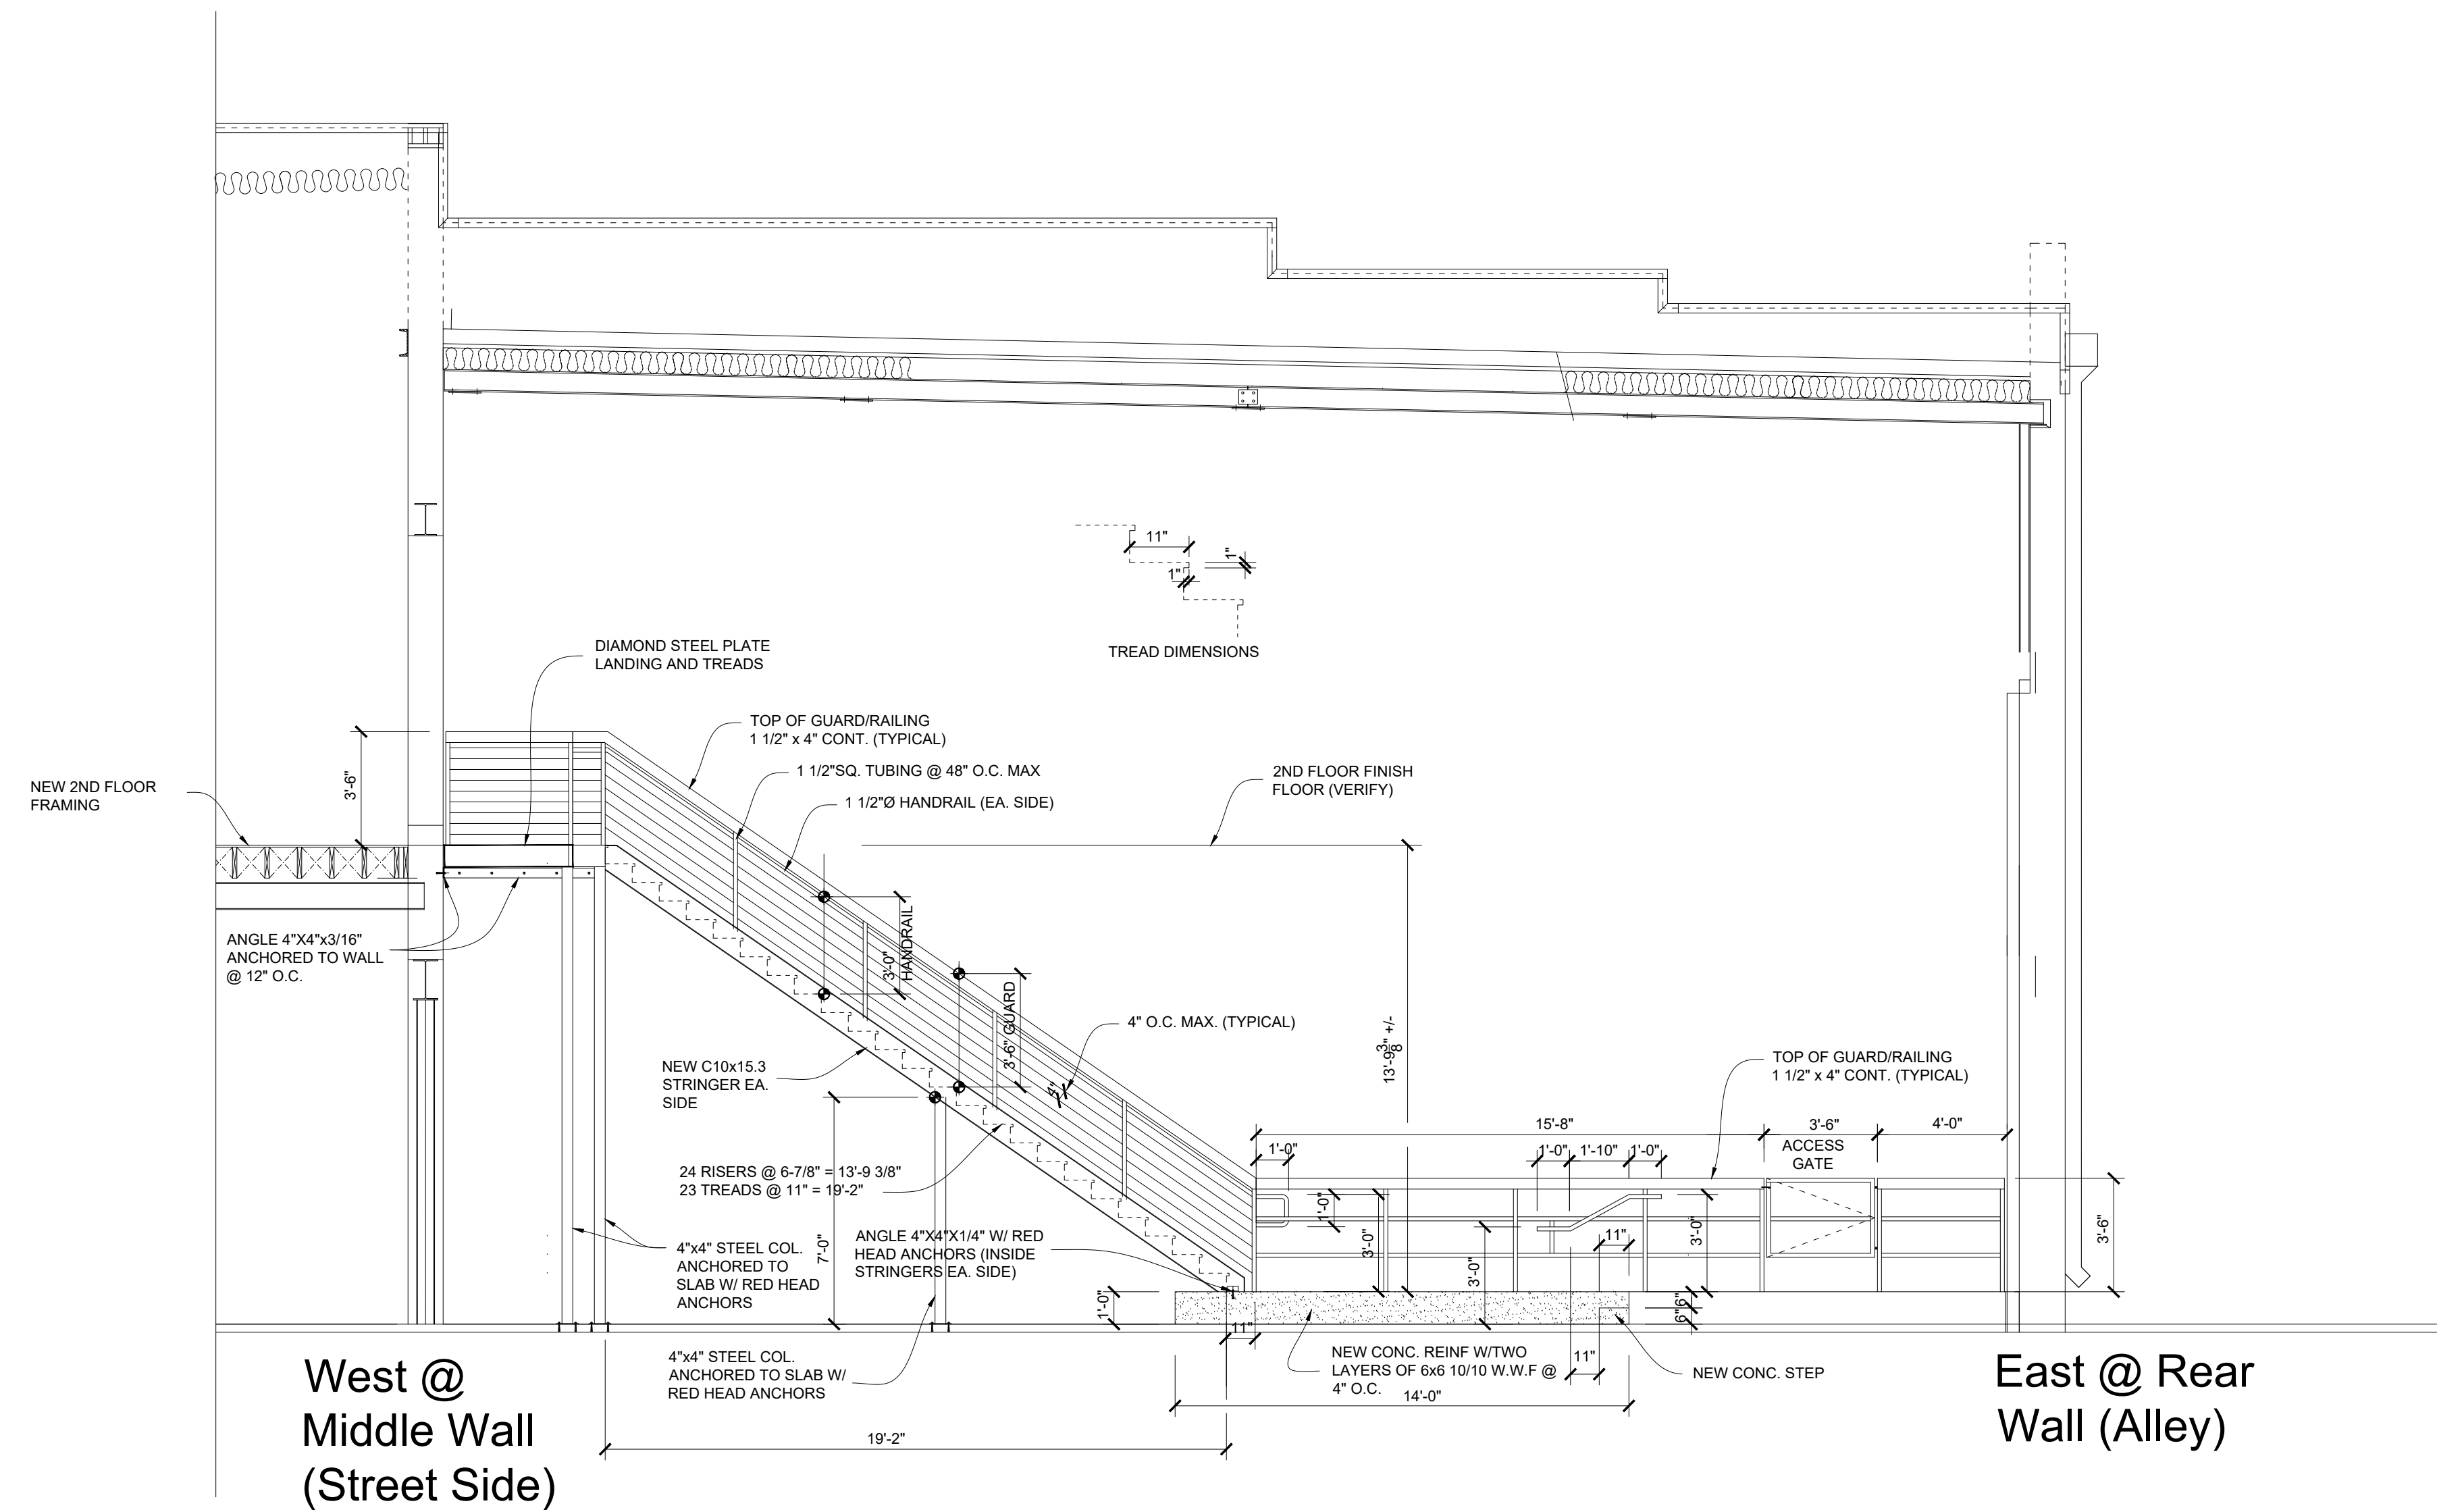 11"
1"
1"
TREAD DIMENSIONS
DIAMOND STEEL PLATE
LANDING AND TREADS
TOP OF GUARD/RAILING
1 1/2" x 4" CONT. (TYPICAL)
1 1/2"SQ. TUBING @ 48" O.C. MAX
1 1/2"Ø HANDRAIL (EA. SIDE)
2ND FLOOR FINISH
FLOOR (VERIFY)
3'-6"
NEW 2ND FLOOR
FRAMING
ANGLE 4"X4"x3/16"
ANCHORED TO WALL
@ 12" O.C.
3'-0"
HANDRAIL
3'-6" GUARD
4" O.C. MAX. (TYPICAL)
4"
13'-9 3/8" +/-
NEW C10x15.3
STRINGER EA.
SIDE
TOP OF GUARD/RAILING
1 1/2" x 4" CONT. (TYPICAL)
15'-8"
3'-6"
4'-0"
ACCESS
GATE
1'-0"
1'-0"
1'-10"
1'-0"
24 RISERS @ 6-7/8" = 13'-9 3/8"
23 TREADS @ 11" = 19'-2"
1'-0"
3'-0"
3'-0"
11"
3'-0"
3'-6"
7'-0"
ANGLE 4"X4"X1/4" W/ RED
HEAD ANCHORS (INSIDE
STRINGERS EA. SIDE)
4"x4" STEEL COL.
ANCHORED TO
SLAB W/ RED HEAD
ANCHORS
1'-0"
6"
6"
11"
4"x4" STEEL COL.
ANCHORED TO SLAB W/
RED HEAD ANCHORS
NEW CONC. REINF W/TWO
LAYERS OF 6x6 10/10 W.W.F @
4" O.C.
11"
NEW CONC. STEP
14'-0"
19'-2"
West @
Middle Wall
(Street Side)
East @ Rear
Wall (Alley)